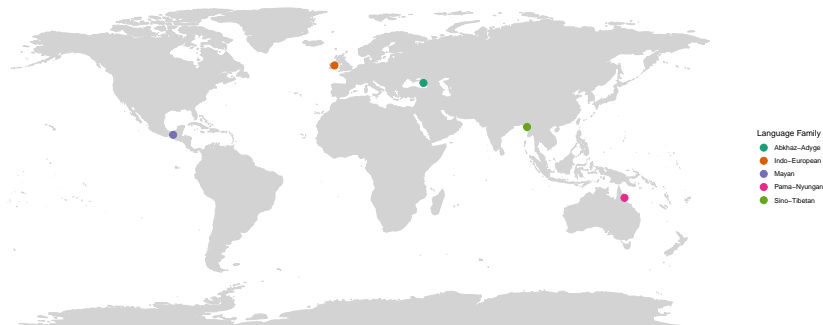 Language Family
Abkhaz−Adyge
Indo−European
Mayan
Pama−Nyungan
Sino−Tibetan